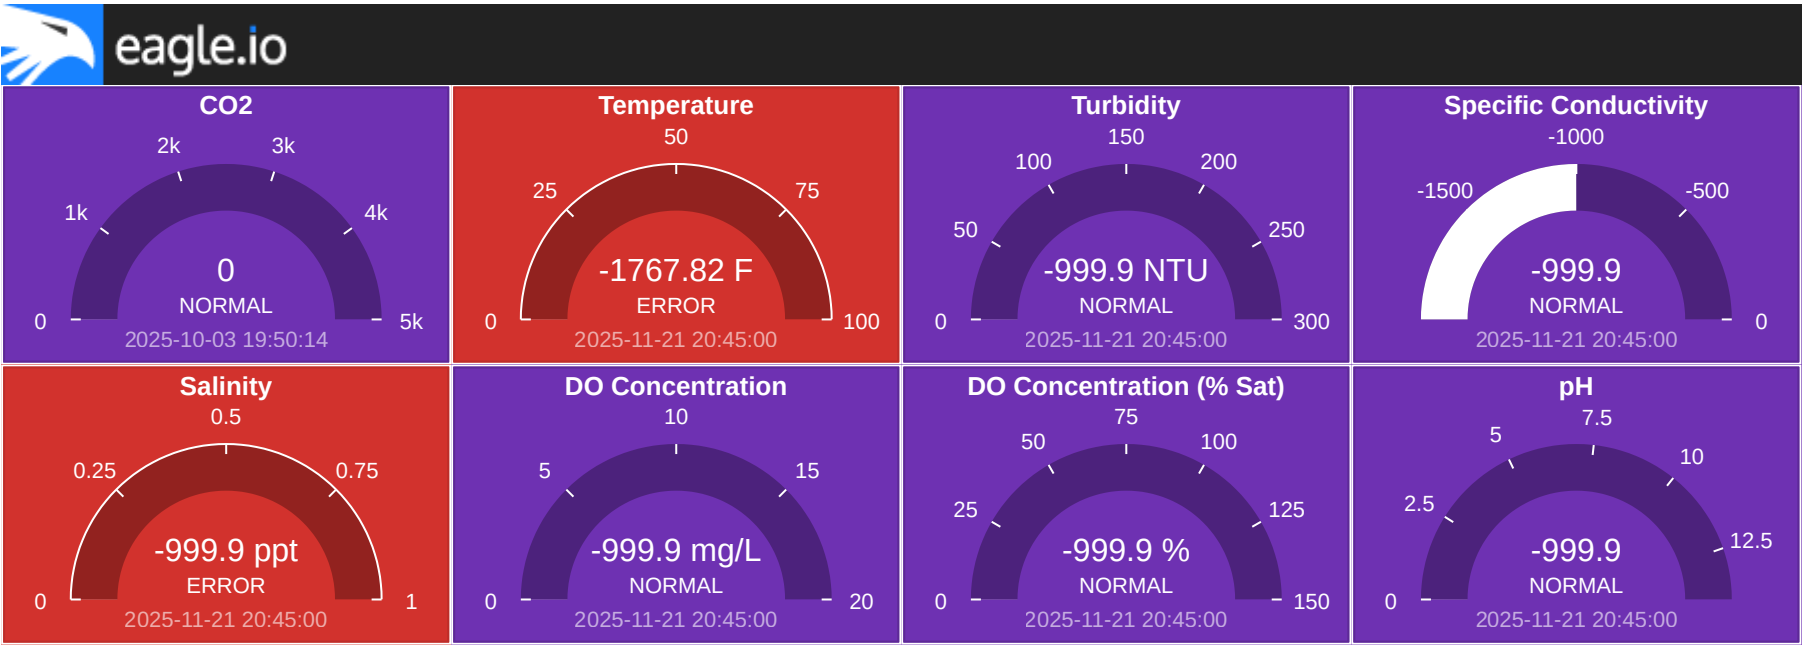 eagle.io
CO2
0
1k
2k
3k
4k
5k
0
NORMAL
2025-10-03 19:50:14
Temperature
0
25
50
75
100
-1767.82 F
ERROR
2025-11-21 20:45:00
Turbidity
0
50
100
150
200
250
300
-999.9 NTU
NORMAL
2025-11-21 20:45:00
Specific Conductivity
-1500
-1000
-500
0
-999.9
NORMAL
2025-11-21 20:45:00
Salinity
0
0.25
0.5
0.75
1
-999.9 ppt
ERROR
2025-11-21 20:45:00
DO Concentration
0
5
10
15
20
-999.9 mg/L
NORMAL
2025-11-21 20:45:00
DO Concentration (% Sat)
0
25
50
75
100
125
150
-999.9 %
NORMAL
2025-11-21 20:45:00
pH
0
2.5
5
7.5
10
12.5
-999.9
NORMAL
2025-11-21 20:45:00